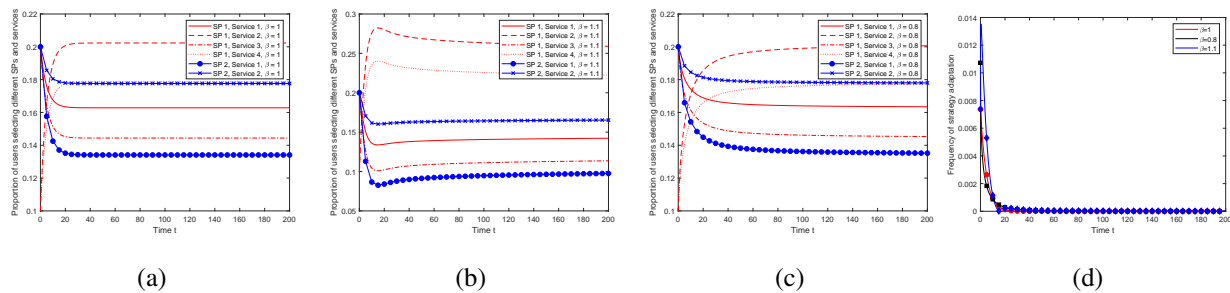 0.22
0.2
0.18
0.16
0.14
0.12
0.1
0 20 40 60 80 100 120 140 160 180 200
Time t
Proportion of users selecting different SPs and services
SP 1, Service 1, β = 1
SP 1, Service 2, β = 1
SP 1, Service 3, β = 1
SP 1, Service 4, β = 1
SP 2, Service 1, β = 1
SP 2, Service 2, β = 1
(a)
0.3
0.25
0.2
0.15
0.1
0.05
0 20 40 60 80 100 120 140 160 180 200
Time t
Proportion of users selecting different SPs and services
SP 1, Service 1, β = 1.1
SP 1, Service 2, β = 1.1
SP 1, Service 3, β = 1.1
SP 1, Service 4, β = 1.1
SP 2, Service 1, β = 1.1
SP 2, Service 2, β = 1.1
(b)
0.22
0.2
0.18
0.16
0.14
0.12
0.1
0 20 40 60 80 100 120 140 160 180 200
Time t
Proportion of users selecting different SPs and services
SP 1, Service 1, β = 0.8
SP 1, Service 2, β = 0.8
SP 1, Service 3, β = 0.8
SP 1, Service 4, β = 0.8
SP 2, Service 1, β = 0.8
SP 2, Service 2, β = 0.8
(c)
0.014
0.012
0.01
0.008
0.006
0.004
0.002
0
0 20 40 60 80 100 120 140 160 180 200
Time t
Frequency of strategy adaptation
β=1
β=0.8
β=1.1
(d)